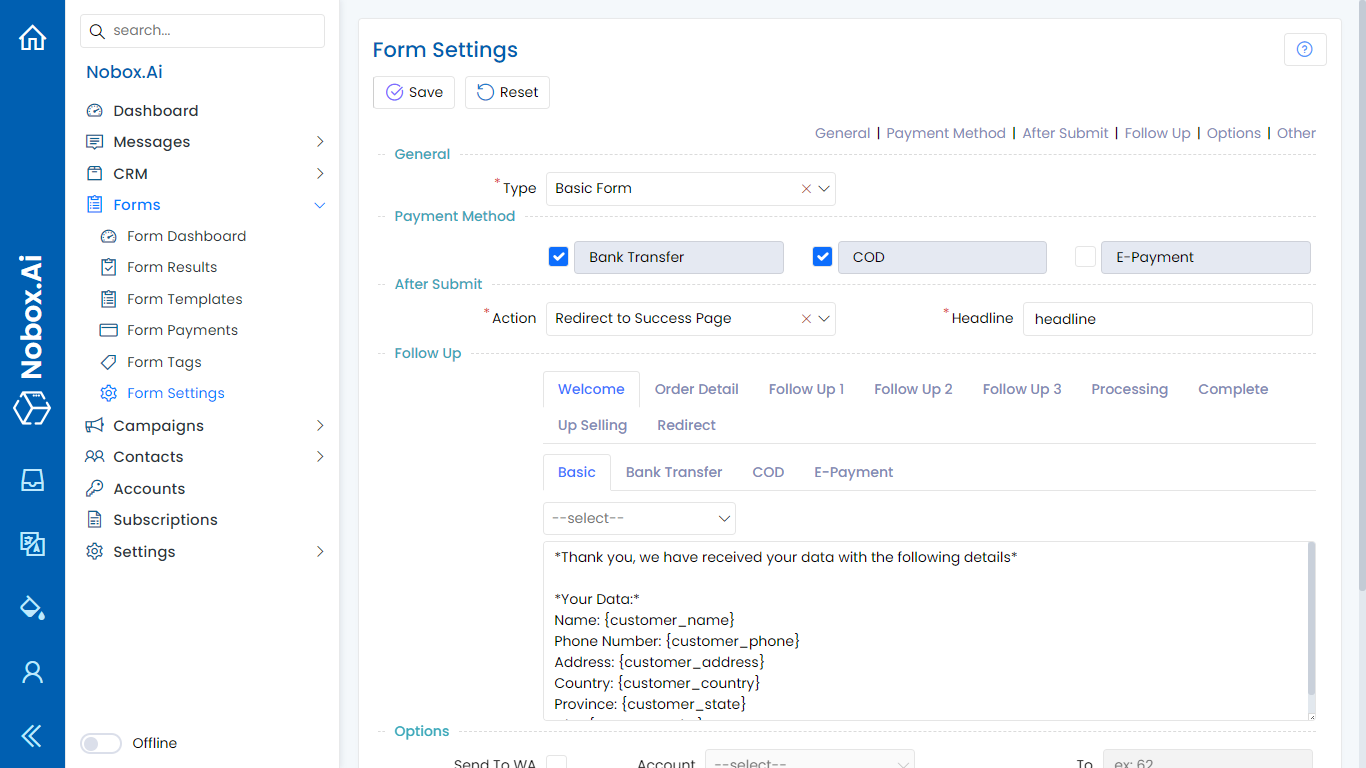 Nobox.Ai
search...
Nobox.Ai
Dashboard
Messages
CRM
Forms
Form Dashboard
Form Results
Form Templates
Form Payments
Form Tags
Form Settings
Campaigns
Contacts
Accounts
Subscriptions
Settings
Offline
Form Settings
Save Reset
General | Payment Method | After Submit | Follow Up | Options | Other
General
*Type Basic Form
Payment Method
Bank Transfer COD E-Payment
After Submit
*Action Redirect to Success Page *Headline headline
Follow Up
Welcome Order Detail Follow Up 1 Follow Up 2 Follow Up 3 Processing Complete
Up Selling Redirect
Basic Bank Transfer COD E-Payment
--select--
*Thank you, we have received your data with the following details*
*Your Data:*
Name: {customer_name}
Phone Number: {customer_phone}
Address: {customer_address}
Country: {customer_country}
Province: {customer_state}
Options
Send To WA Account --select-- To ex: 62